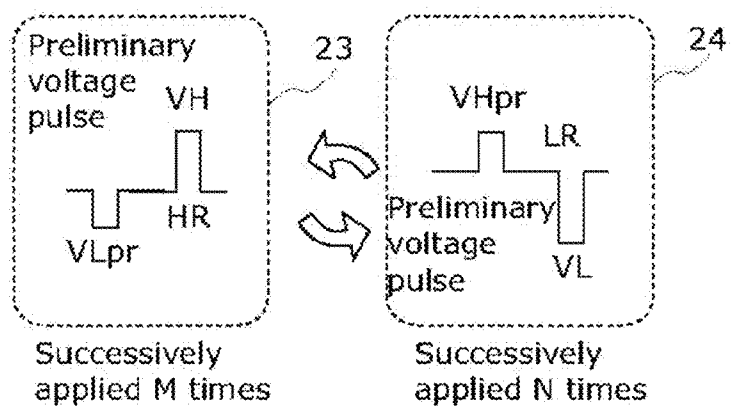 Preliminary
voltage
pulse
VH
VLpr
HR
23
Successively
applied M times
VHpr
LR
Preliminary
voltage
pulse
VL
24
Successively
applied N times